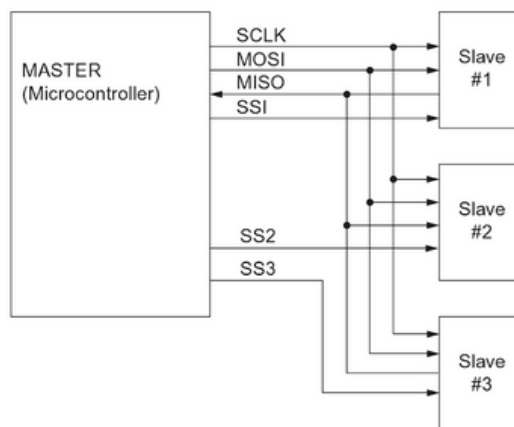 MASTER
(Microcontroller)
SCLK
MOSI
MISO
SSI
SS2
SS3
Slave
#1
Slave
#2
Slave
#3